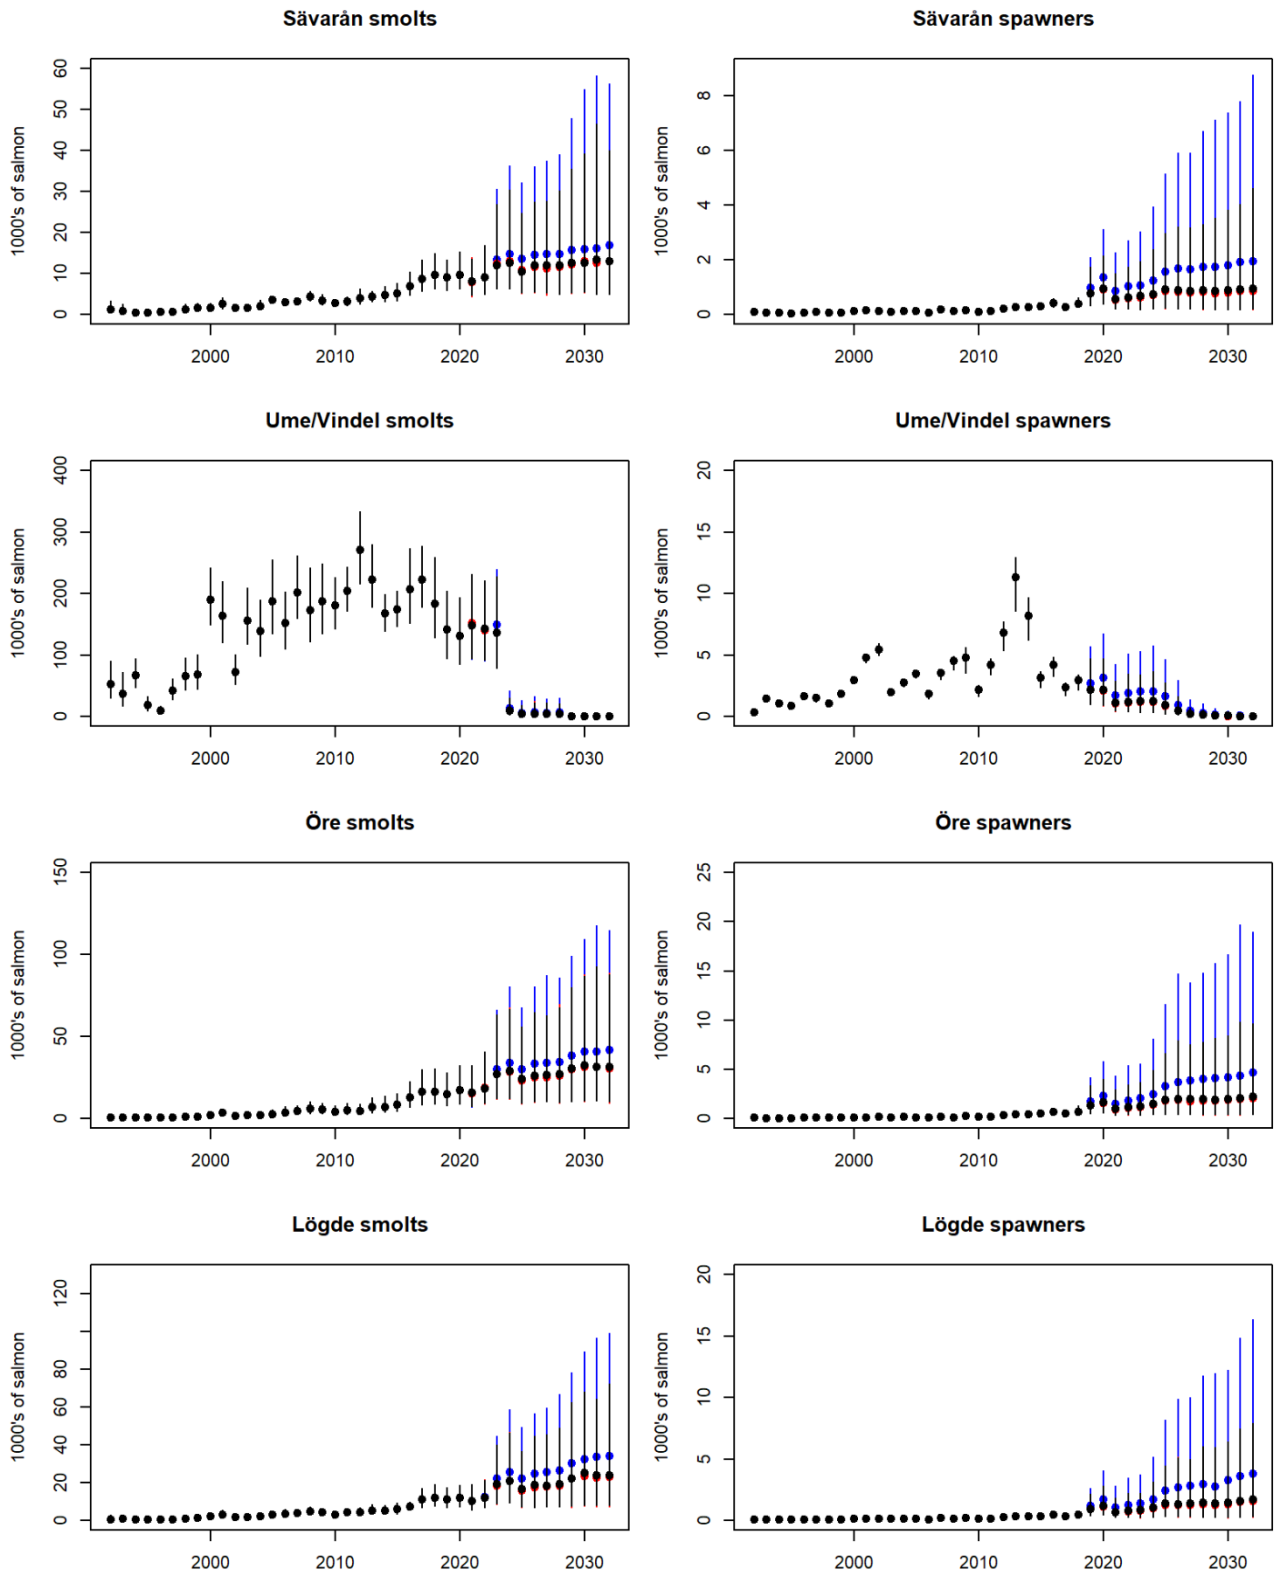 Sävarån smolts
1000's of salmon
60
50
40
30
20
10
0
2000 2010 2020 2030
Sävarån spawners
1000's of salmon
8
6
4
2
0
2000 2010 2020 2030
Ume/Vindel smolts
1000's of salmon
400
300
200
100
0
2000 2010 2020 2030
Ume/Vindel spawners
1000's of salmon
20
15
10
5
0
2000 2010 2020 2030
Öre smolts
1000's of salmon
150
100
50
0
2000 2010 2020 2030
Öre spawners
1000's of salmon
25
20
15
10
5
0
2000 2010 2020 2030
Lögde smolts
1000's of salmon
120
80
60
40
20
0
2000 2010 2020 2030
Lögde spawners
1000's of salmon
20
15
10
5
0
2000 2010 2020 2030